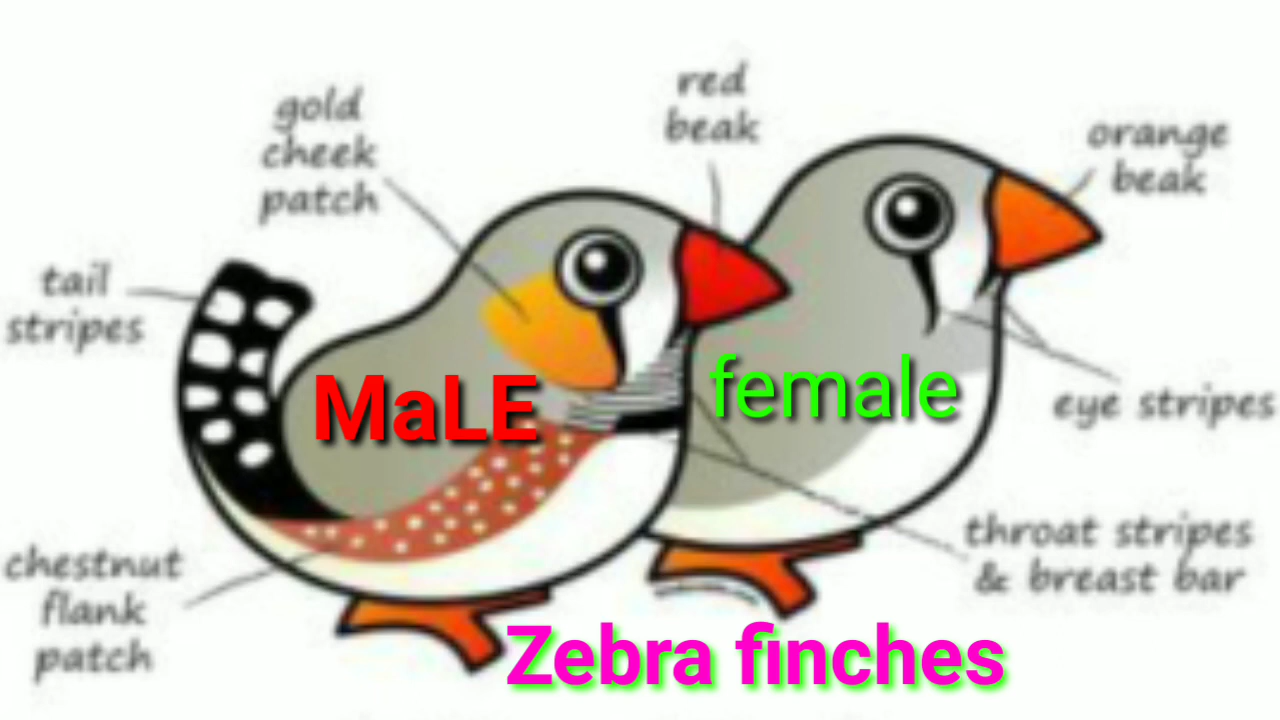 gold
cheek
patch
red
beak
orange
beak
tail
stripes
MaLE
female
eye stripes
throat stripes
& breast bar
chestnut
flank
patch
Zebra finches